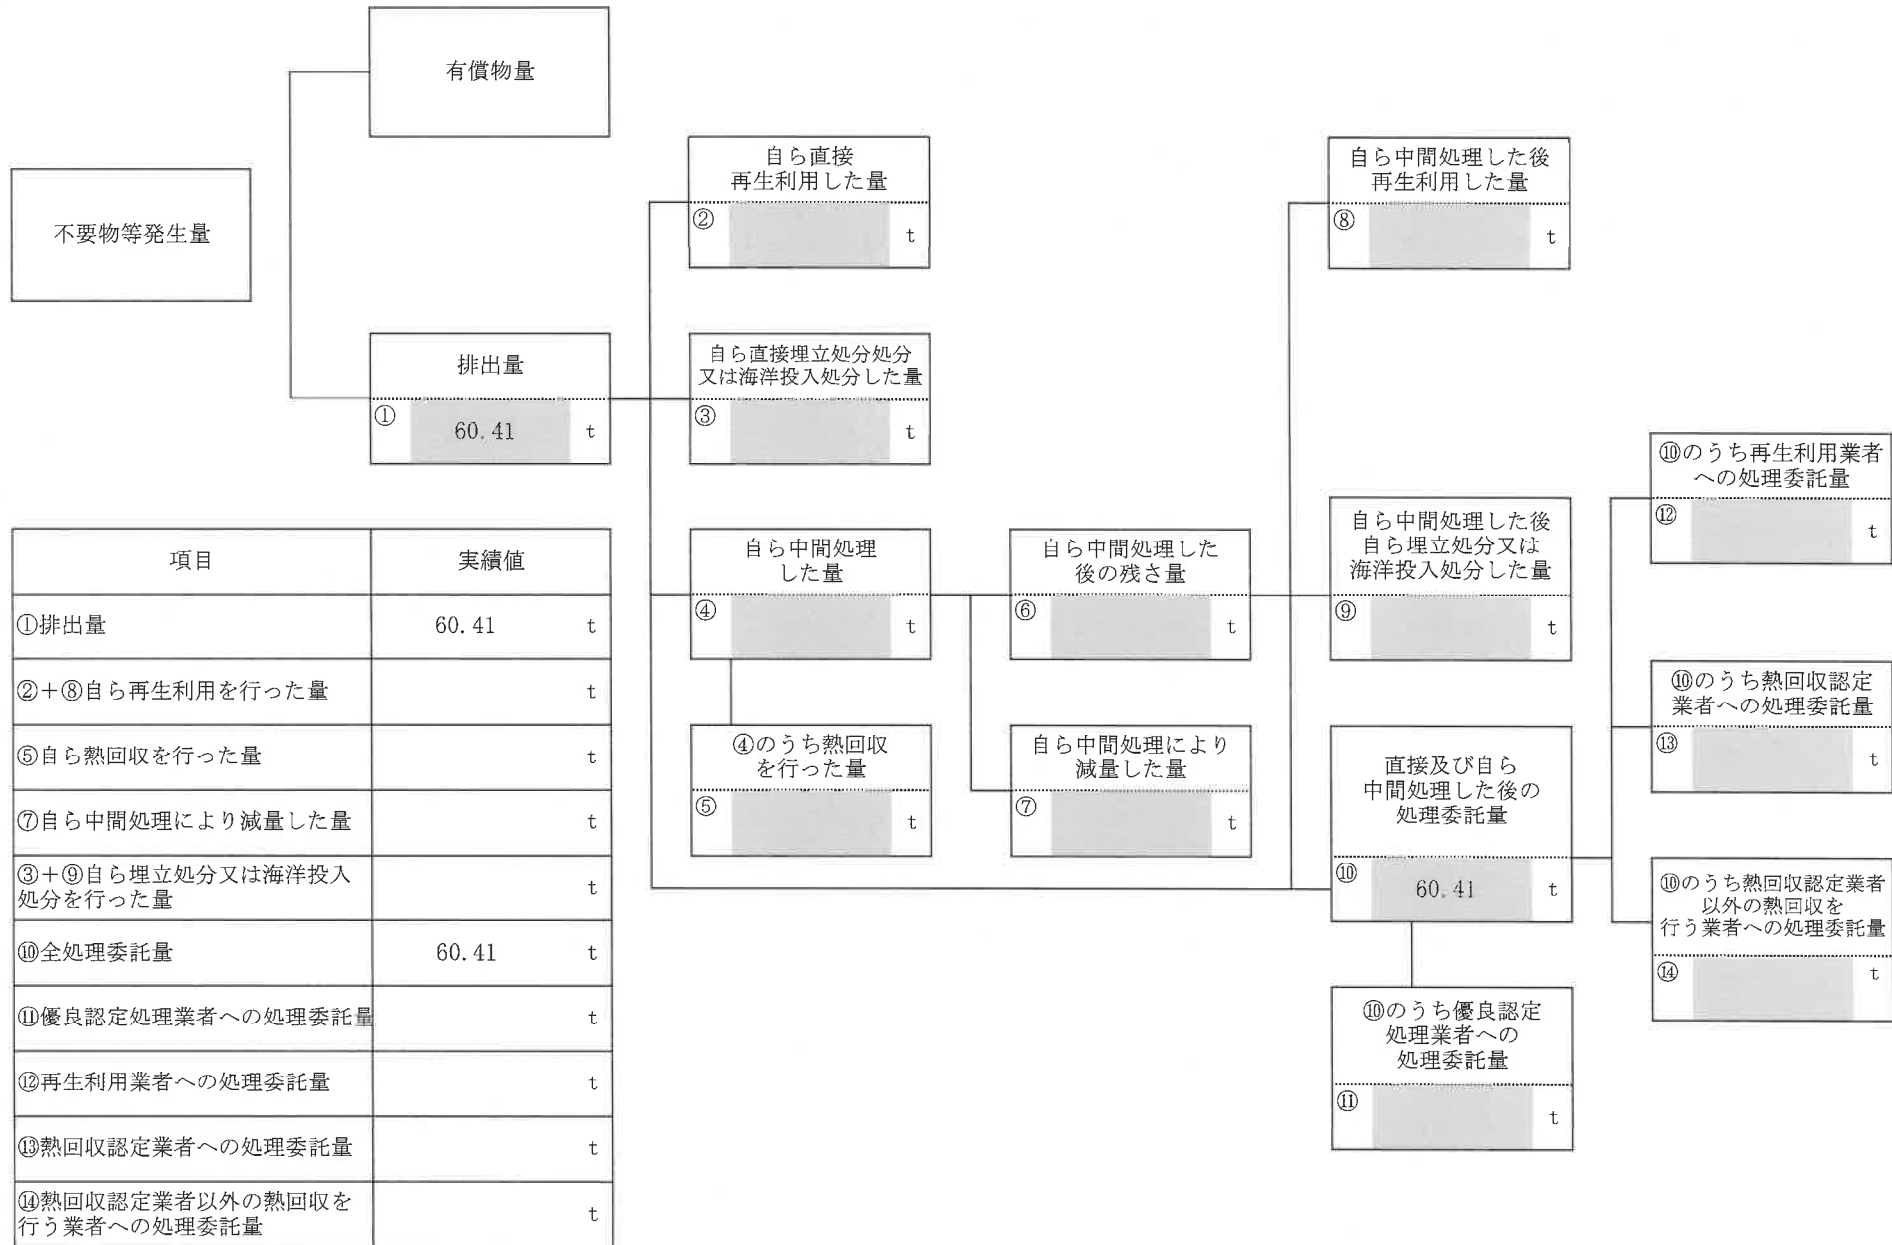 有償物量
不要物等発生量
排出量
① 60.41 t
自ら直接
再生利用した量
② t
自ら直接埋立処分処分
又は海洋投入処分した量
③ t
自ら中間処理
した量
④ t
④のうち熱回収
を行った量
⑤ t
自ら中間処理した
後の残さ量
⑥ t
自ら中間処理により
減量した量
⑦ t
自ら中間処理した後
再生利用した量
⑧ t
自ら中間処理した後
自ら埋立処分又は
海洋投入処分した量
⑨ t
直接及び自ら
中間処理した後の
処理委託量
⑩ 60.41 t
⑩のうち優良認定
処理業者への
処理委託量
⑪ t
⑩のうち再生利用業者
への処理委託量
⑫ t
⑩のうち熱回収認定
業者への処理委託量
⑬ t
⑩のうち熱回収認定業者
以外の熱回収を
行う業者への処理委託量
⑭ t
項目 実績値
①排出量 60.41 t
②+⑧自ら再生利用を行った量 t
⑤自ら熱回収を行った量 t
⑦自ら中間処理により減量した量 t
③+⑨自ら埋立処分又は海洋投入
処分を行った量 t
⑩全処理委託量 60.41 t
⑪優良認定処理業者への処理委託量 t
⑫再生利用業者への処理委託量 t
⑬熱回収認定業者への処理委託量 t
⑭熱回収認定業者以外の熱回収を
行う業者への処理委託量 t